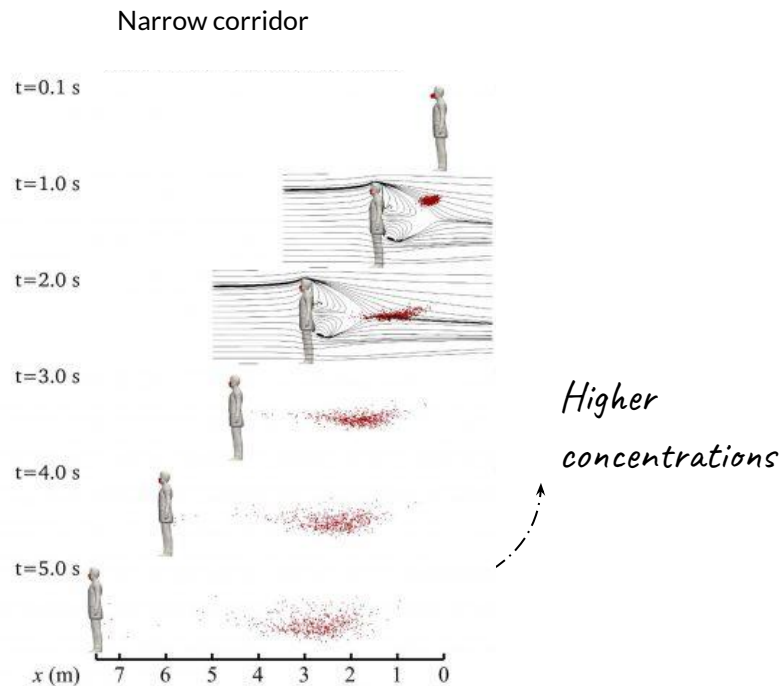 Narrow corridor
t=0.1 s
t=1.0 s
t=2.0 s
t=3.0 s
Higher
concentrations
t=4.0 s
t=5.0 s
x (m) 7 6 5 4 3 2 1 0